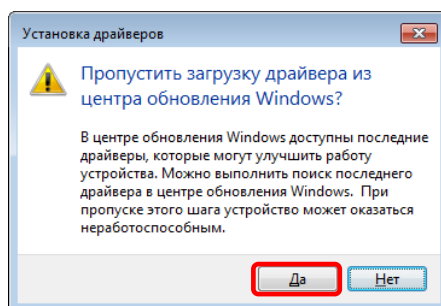 Установка драйверов
Пропустить загрузку драйвера из
центра обновления Windows?
В центре обновления Windows доступны последние
драйверы, которые могут улучшить работу
устройства. Можно выполнить поиск последнего
драйвера в центре обновления Windows.  При
пропуске этого шага устройство может оказаться
неработоспособным.
Да
Нет